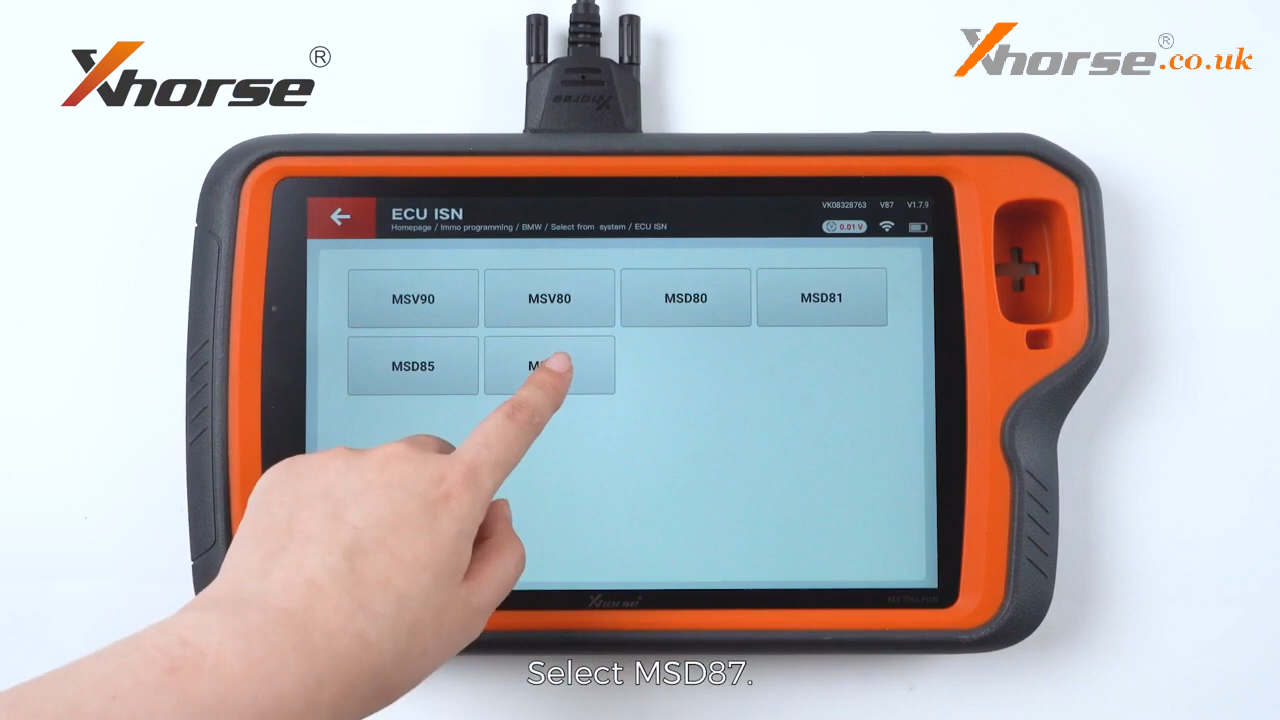 Xhorse®
Xhorse®.co.uk
Xhorse
ECU ISN
Homepage / Immo programming / BMW / Select from system / ECU ISN
VK08328763 V87 V1.7.9
0.01 V
MSV90 MSV80 MSD80 MSD81
MSD85
Xhorse®
Select MSD87.